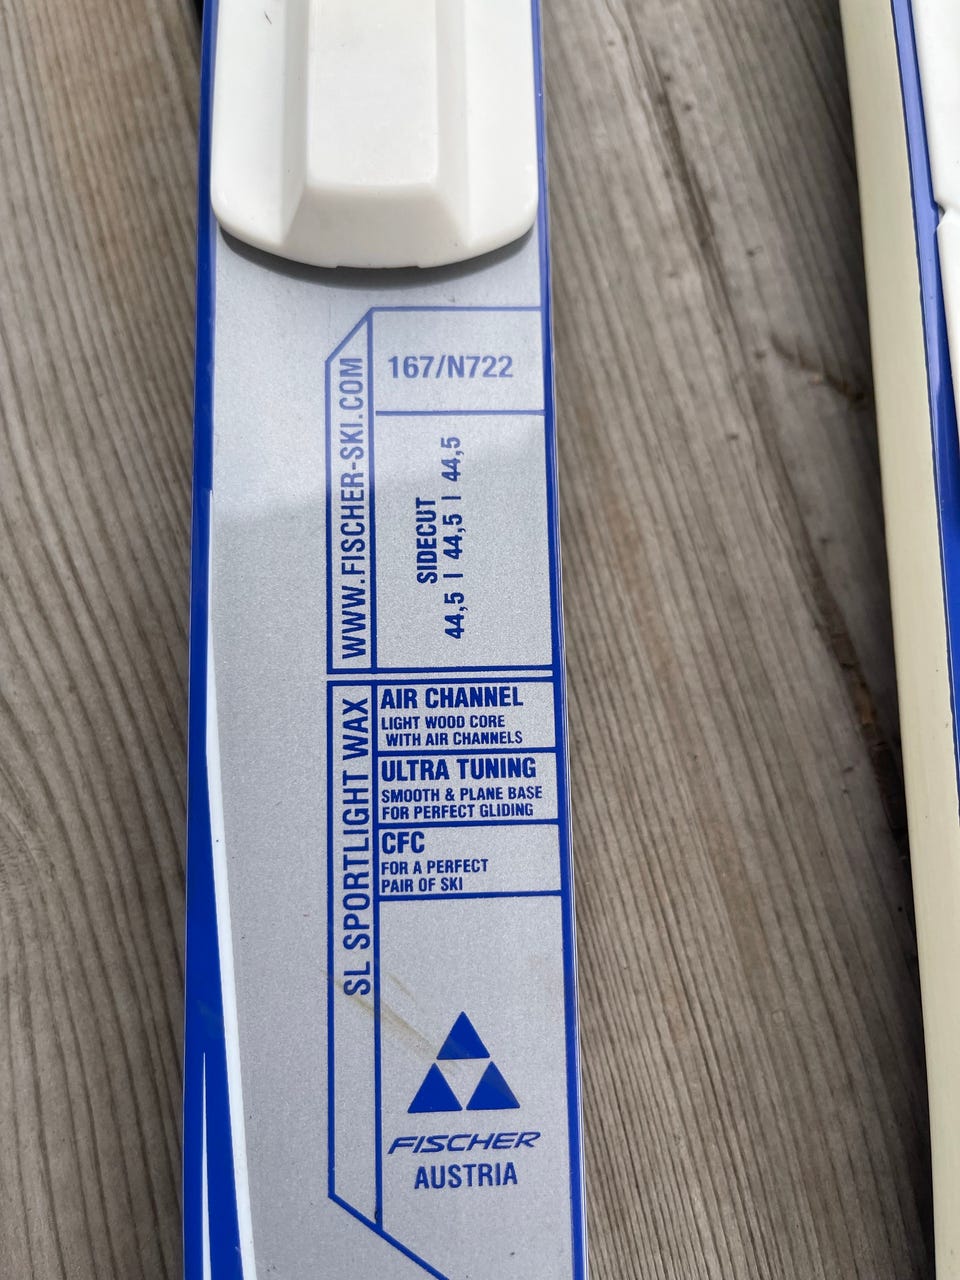 167/N722
WWW.FISCHER-SKI.COM
SIDECUT
44,5 | 44,5 | 44,5
SL SPORTLIGHT WAX
AIR CHANNEL
LIGHT WOOD CORE
WITH AIR CHANNELS
ULTRA TUNING
SMOOTH & PLANE BASE
FOR PERFECT GLIDING
CFC
FOR A PERFECT
PAIR OF SKI
FISCHER
AUSTRIA